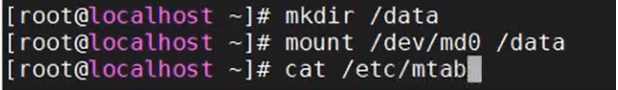 [root@localhost ~]# mkdir /data
[root@localhost ~]# mount /dev/md0 /data
[root@localhost ~]# cat /etc/mtab